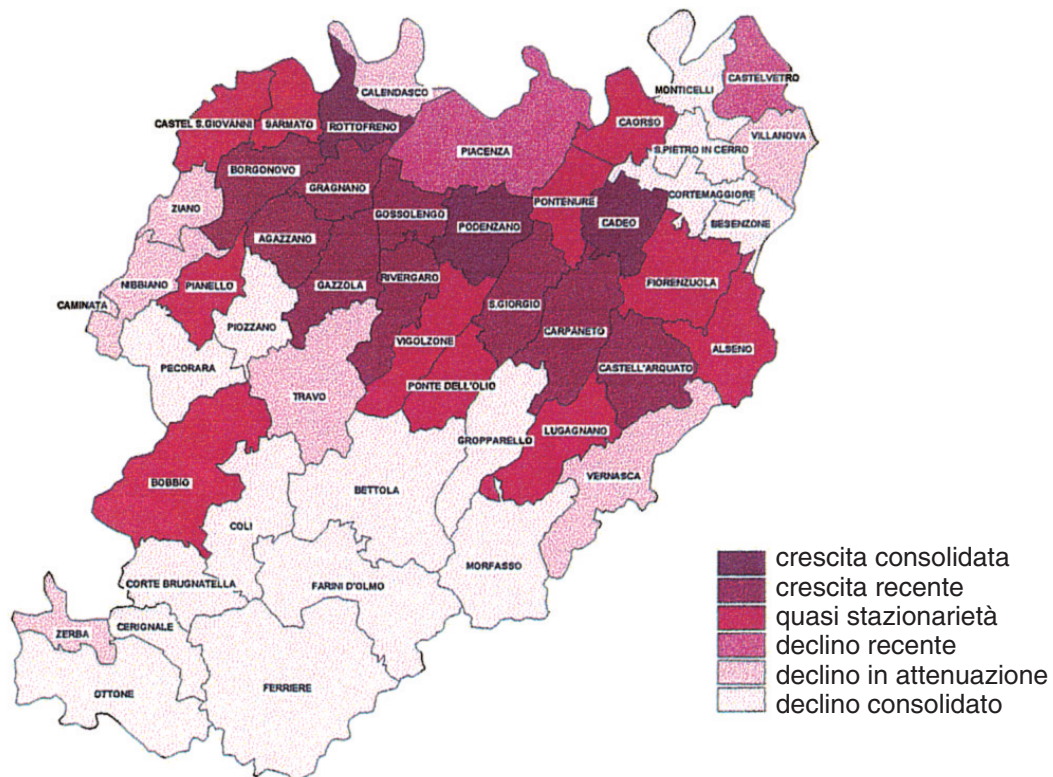 CALENDASCO
CASTELVETRO
MONTICELLI
CASTEL S.GIOVANNI
SARMATO
ROTTOFRENO
CAORSO
VILLANOVA
PIACENZA
S.PIETRO IN CERRO
BORGONOVO
GRAGNANO
CORTEMAGGIORE
ZIANO
GOSSOLENGO
PONTENURE
PODENZANO
CADEO
BESENZONE
AGAZZANO
NIBBIANO
PIANELLO
GAZZOLA
RIVERGARO
FIORENZUOLA
CAMINATA
S.GIORGIO
PIOZZANO
CARPANETO
VIGOLZONE
ALSENO
PECORARA
CASTELL'ARQUATO
TRAVO
PONTE DELL'OLIO
LUGAGNANO
GROPPARELLO
VERNASCA
BOBBIO
BETTOLA
COLI
MORFASSO
CORTE BRUGNATELLA
FARINI D'OLMO
CERIGNALE
ZERBA
FERRIERE
OTTONE
crescita consolidata
crescita recente
quasi stazionarietà
declino recente
declino in attenuazione
declino consolidato